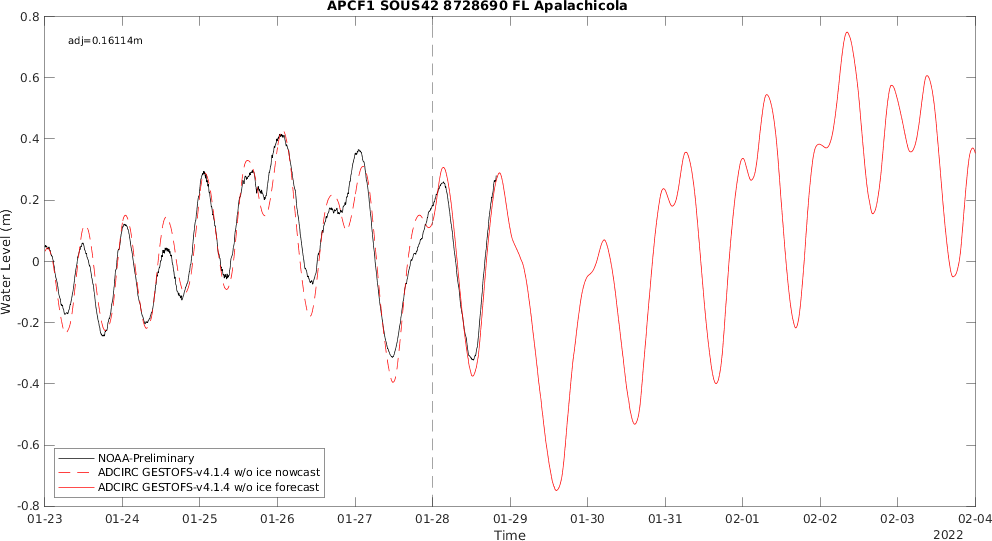 APCF1 SOUS42 8728690 FL Apalachicola
adj=0.16114m
0.8
0.6
0.4
0.2
0
-0.2
-0.4
-0.6
-0.8
Water Level (m)
NOAA-Preliminary
ADCIRC GESTOFS-v4.1.4 w/o ice nowcast
ADCIRC GESTOFS-v4.1.4 w/o ice forecast
01-23 01-24 01-25 01-26 01-27 01-28 01-29 01-30 01-31 02-01 02-02 02-03 02-04
Time
2022